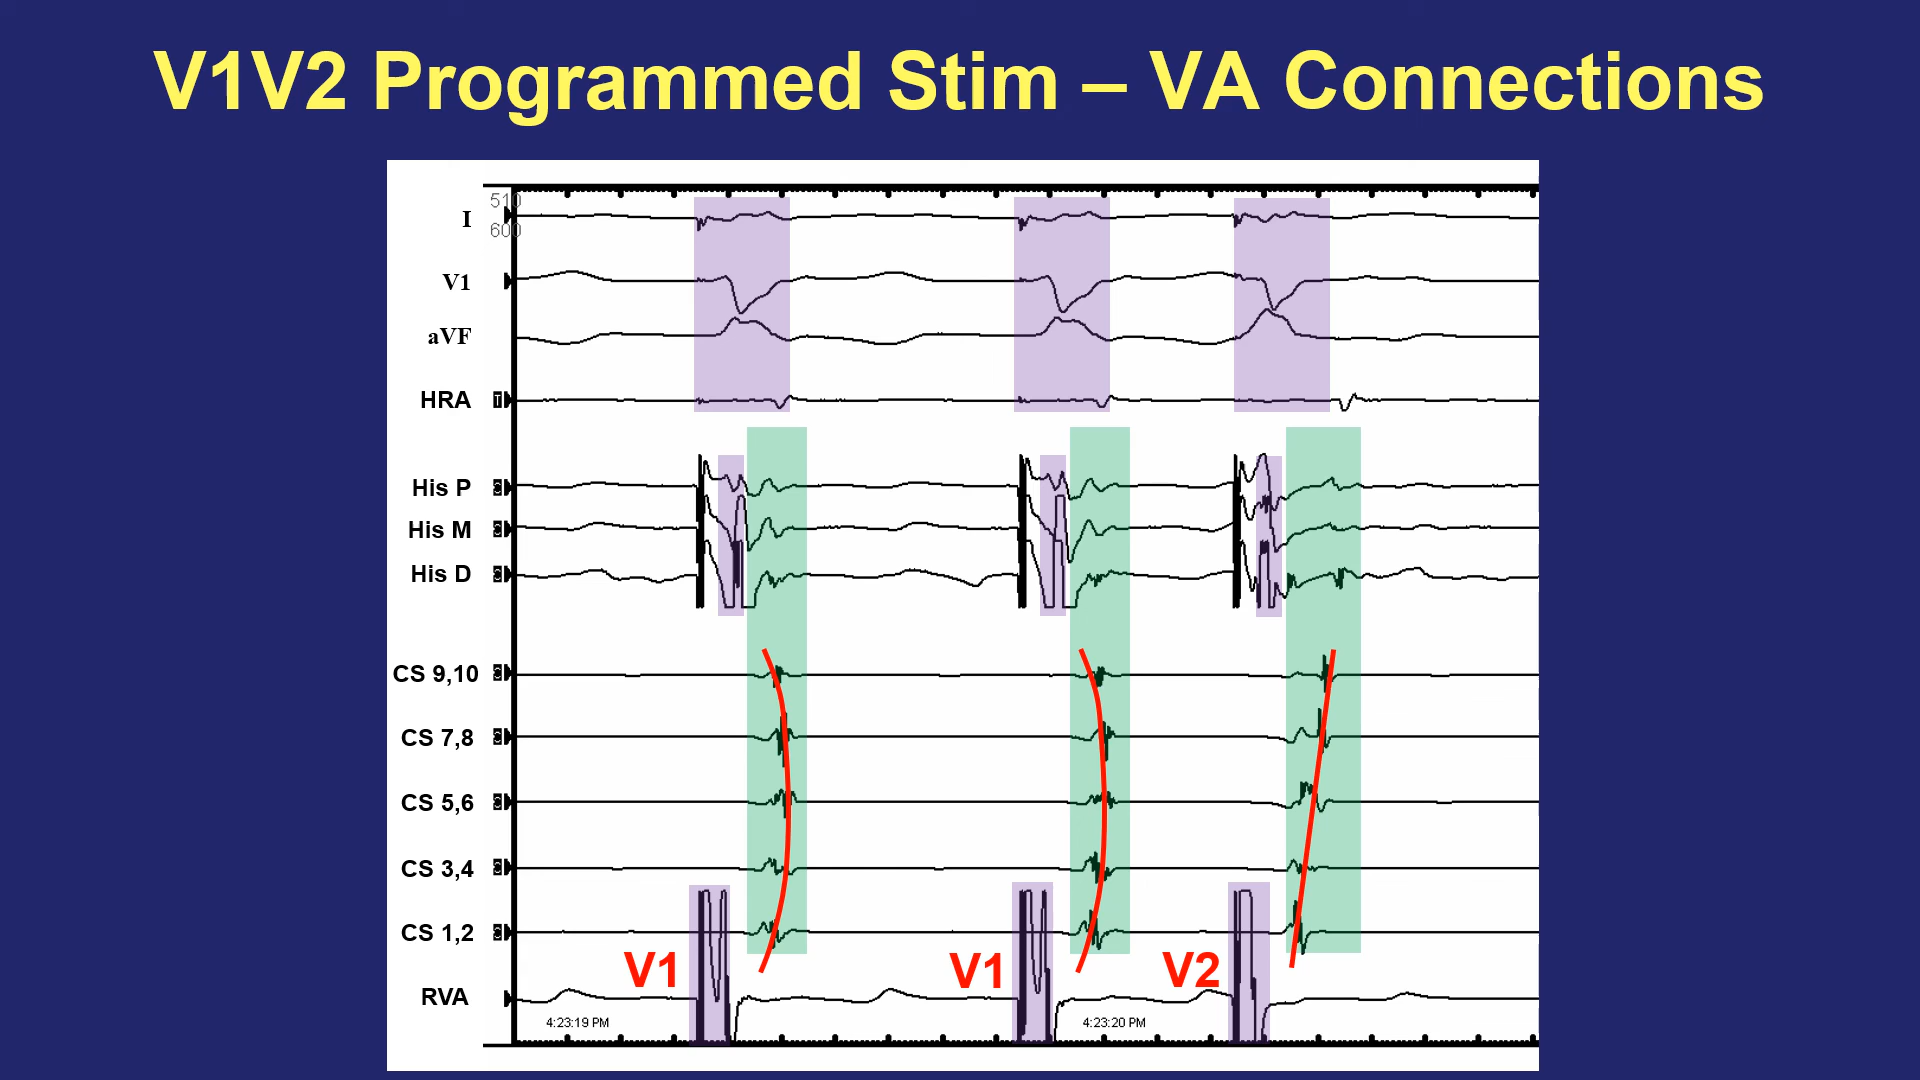 V1V2 Programmed Stim – VA Connections
510
I
600
V1
aVF
HRA
His P
His M
His D
CS 9,10
CS 7,8
CS 5,6
CS 3,4
CS 1,2
V1 V1 V2
RVA
4:23:19 PM 4:23:20 PM